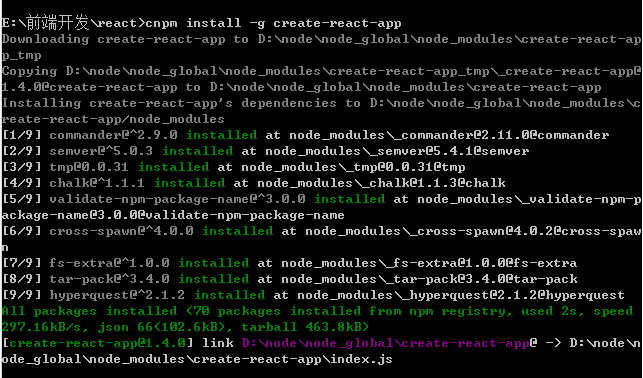 E:\前端开发\react>cnpm install -g create-react-app
Downloading create-react-app to D:\node\node_global\node_modules\create-react-ap
p_tmp
Copying D:\node\node_global\node_modules\create-react-app_tmp\_create-react-app@
1.4.0@create-react-app to D:\node\node_global\node_modules\create-react-app
Installing create-react-app's dependencies to D:\node\node_global\node_modules\c
reate-react-app/node_modules
[1/9] commander@^2.9.0 installed at node_modules\_commander@2.11.0@commander
[2/9] semver@^5.0.3 installed at node_modules\_semver@5.4.1@semver
[3/9] tmp@0.0.31 installed at node_modules\_tmp@0.0.31@tmp
[4/9] chalk@^1.1.1 installed at node_modules\_chalk@1.1.3@chalk
[5/9] validate-npm-package-name@^3.0.0 installed at node_modules\_validate-npm-p
ackage-name@3.0.0@validate-npm-package-name
[6/9] cross-spawn@^4.0.0 installed at node_modules\_cross-spawn@4.0.2@cross-spaw
n
[7/9] fs-extra@^1.0.0 installed at node_modules\_fs-extra@1.0.0@fs-extra
[8/9] tar-pack@^3.4.0 installed at node_modules\_tar-pack@3.4.0@tar-pack
[9/9] hyperquest@^2.1.2 installed at node_modules\_hyperquest@2.1.2@hyperquest
All packages installed (70 packages installed from npm registry, used 2s, speed
297.16kB/s, json 66(102.6kB), tarball 463.8kB)
[create-react-app@1.4.0] link D:\node\node_global\create-react-app@ -> D:\node\n
ode_global\node_modules\create-react-app\index.js